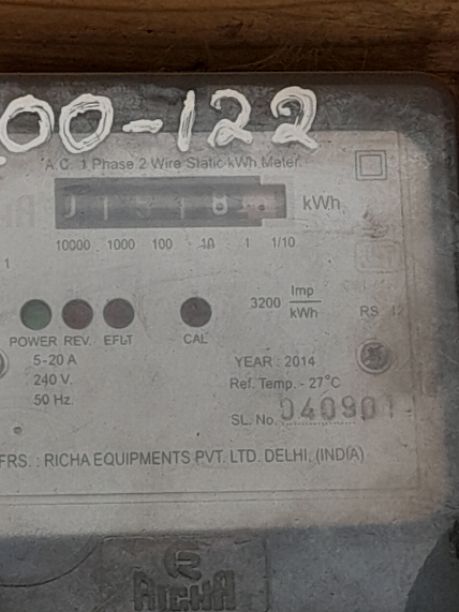 00-122
A.C. 1 Phase 2 Wire Static kWh Meter.
kWh
10000 1000 100 10 1 1/10
1
3200 Imp/kWh
POWER REV. EFLT CAL
5-20 A
240 V.
50 Hz.
YEAR : 2014
Ref. Temp. - 27°C
SL. No. 040901
FRS. : RICHA EQUIPMENTS PVT. LTD. DELHI, (INDIA)
RICHA